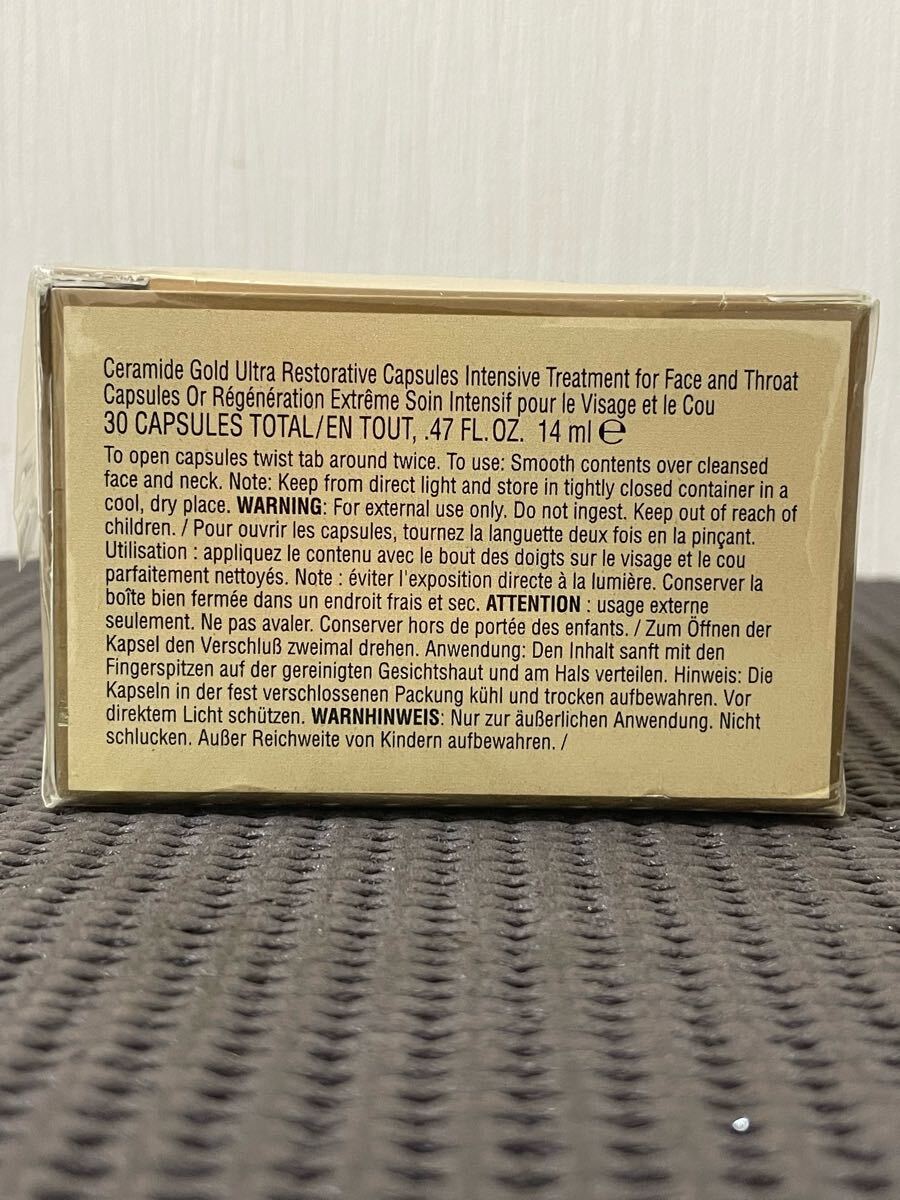 Ceramide Gold Ultra Restorative Capsules Intensive Treatment for Face and Throat
Capsules Or Régénération Extrême Soin Intensif pour le Visage et le Cou
30 CAPSULES TOTAL/EN TOUT, .47 FL.OZ. 14 ml ℮
To open capsules twist tab around twice. To use: Smooth contents over cleansed
face and neck. Note: Keep from direct light and store in tightly closed container in a
cool, dry place. WARNING: For external use only. Do not ingest. Keep out of reach of
children. / Pour ouvrir les capsules, tournez la languette deux fois en la pinçant.
Utilisation : appliquez le contenu avec le bout des doigts sur le visage et le cou
parfaitement nettoyés. Note : éviter l'exposition directe à la lumière. Conserver la
boîte bien fermée dans un endroit frais et sec. ATTENTION : usage externe
seulement. Ne pas avaler. Conserver hors de portée des enfants. / Zum Öffnen der
Kapsel den Verschluß zweimal drehen. Anwendung: Den Inhalt sanft mit den
Fingerspitzen auf der gereinigten Gesichtshaut und am Hals verteilen. Hinweis: Die
Kapseln in der fest verschlossenen Packung kühl und trocken aufbewahren. Vor
direktem Licht schützen. WARNHINWEIS: Nur zur äußerlichen Anwendung. Nicht
schlucken. Außer Reichweite von Kindern aufbewahren. /